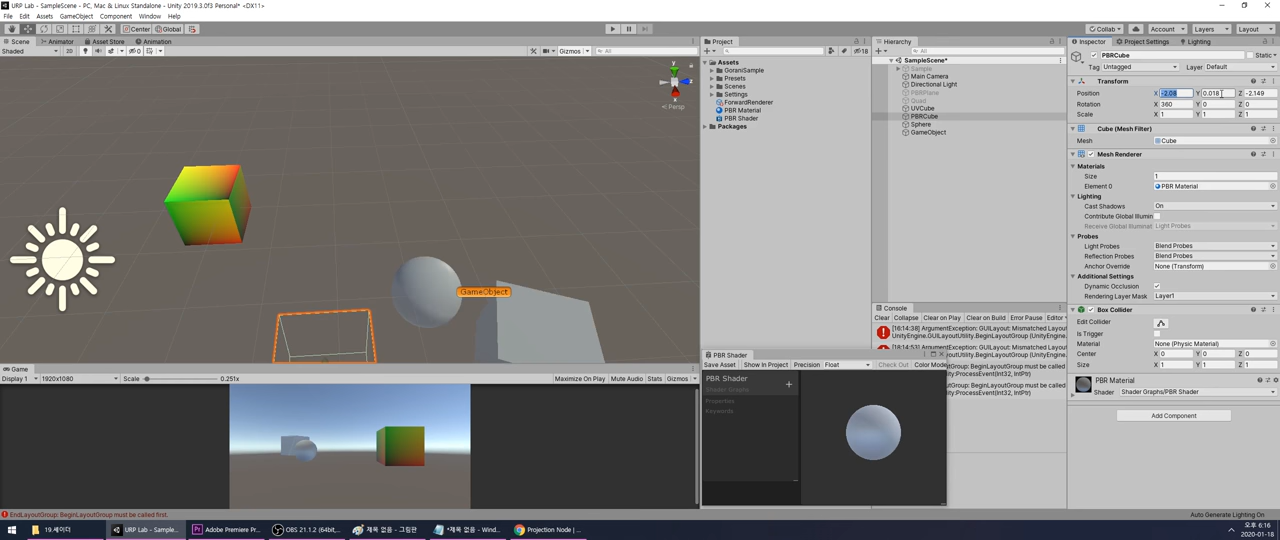 URP Lab - SampleScene - PC, Mac & Linux Standalone - Unity 2019.3.0f3 Personal* <DX11>
File Edit Assets GameObject Component Window Help
Center Global Collab Account Layers Layout
Scene Animator Asset Store Animation
Shaded 2D Gizmos All
y
z
x
< Persp
GameObject
Game
Display 1 1920x1080 Scale 0.251x Maximize On Play Mute Audio Stats Gizmos
Project
18
Assets
GoraniSample
Presets
Scenes
Settings
ForwardRenderer
PBR Material
PBR Shader
Packages
Hierarchy
All
SampleScene*
Sample
Main Camera
Directional Light
PBRPlane
Quad
UVCube
PBRCube
Sphere
GameObject
Console
Clear Collapse Clear on Play Clear on Build Error Pause Editor
[16:14:38] ArgumentException: GUILayout: Mismatched Layout
UnityEngine.GUILayoutUtility.BeginLayoutGroup (UnityEngine.
[16:14:53] ArgumentException: GUILayout: Mismatched Layout
LayoutGroup (UnityEngine.
Group: BeginLayoutGroup must be called
:ProcessEvent(Int32, IntPtr)
Group: BeginLayoutGroup must be called
:ProcessEvent(Int32, IntPtr)
PBR Shader
Save Asset Show In Project Precision Float Check Out Color Mode
PBR Shader
Shader Graphs
Properties
Keywords
Inspector Project Settings Lighting
PBRCube Static
Tag Untagged Layer Default
Transform
Position X -2.08 Y 0.018 Z -2.149
Rotation X 360 Y 0 Z 0
Scale X 1 Y 1 Z 1
Cube (Mesh Filter)
Mesh Cube
Mesh Renderer
Materials
Size 1
Element 0 PBR Material
Lighting
Cast Shadows On
Contribute Global Illumin
Receive Global Illuminati Light Probes
Probes
Light Probes Blend Probes
Reflection Probes Blend Probes
Anchor Override None (Transform)
Additional Settings
Dynamic Occlusion
Rendering Layer Mask Layer1
Box Collider
Edit Collider
Is Trigger
Material None (Physic Material)
Center X 0 Y 0 Z 0
Size X 1 Y 1 Z 1
PBR Material
Shader Shader Graphs/PBR Shader
Add Component
EndLayoutGroup: BeginLayoutGroup must be called first.
Auto Generate Lighting On
19.셰이더 URP Lab - Sample... Adobe Premiere Pr... OBS 21.1.2 (64bit,... 제목 없음 - 그림판 *제목 없음 - Wind... Projection Node | ...
오후 6:16
2020-01-18